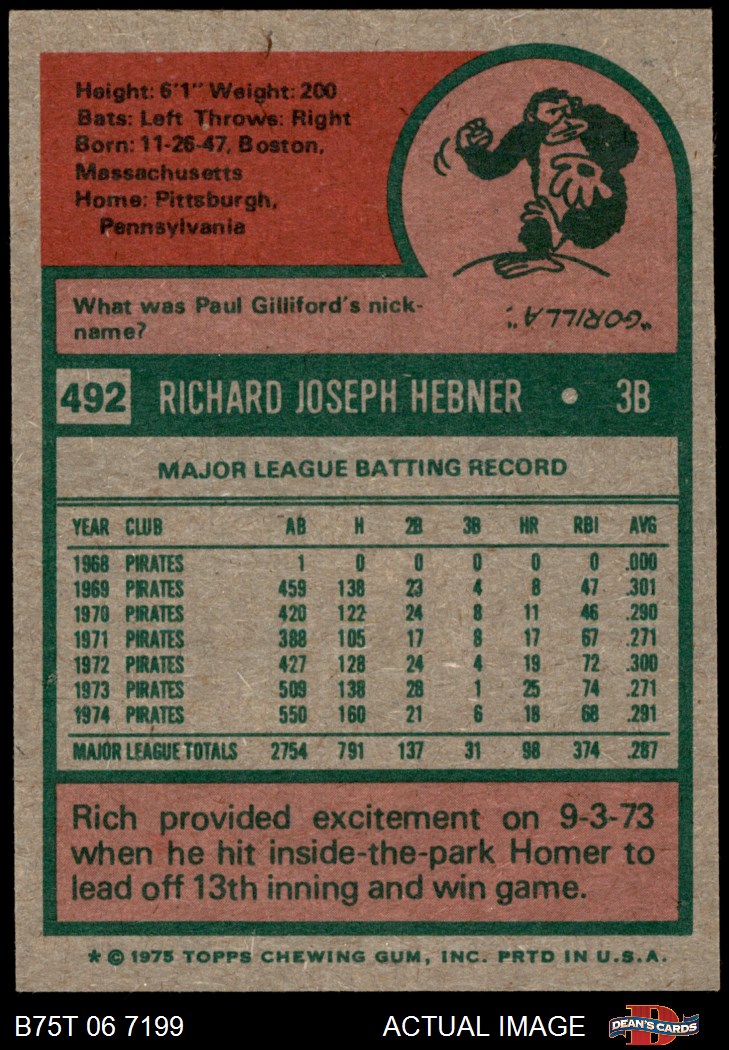 Height: 6'1" Weight: 200
Bats: Left Throws: Right
Born: 11-26-47, Boston,
Massachusetts
Home: Pittsburgh,
Pennsylvania
What was Paul Gilliford's nick-
name?
"GORILLA".
492 RICHARD JOSEPH HEBNER • 3B
MAJOR LEAGUE BATTING RECORD
YEAR CLUB AB H 2B 3B HR RBI AVG
1968 PIRATES 1 0 0 0 0 0 .000
1969 PIRATES 459 138 23 4 8 47 .301
1970 PIRATES 420 122 24 8 11 46 .290
1971 PIRATES 388 105 17 8 17 67 .271
1972 PIRATES 427 128 24 4 19 72 .300
1973 PIRATES 509 138 28 1 25 74 .271
1974 PIRATES 550 160 21 6 18 68 .291
MAJOR LEAGUE TOTALS 2754 791 137 31 98 374 .287
Rich provided excitement on 9-3-73
when he hit inside-the-park Homer to
lead off 13th inning and win game.
* © 1975 TOPPS CHEWING GUM, INC. PRTD IN U.S.A.
B75T 06 7199 ACTUAL IMAGE DEAN'S CARDS